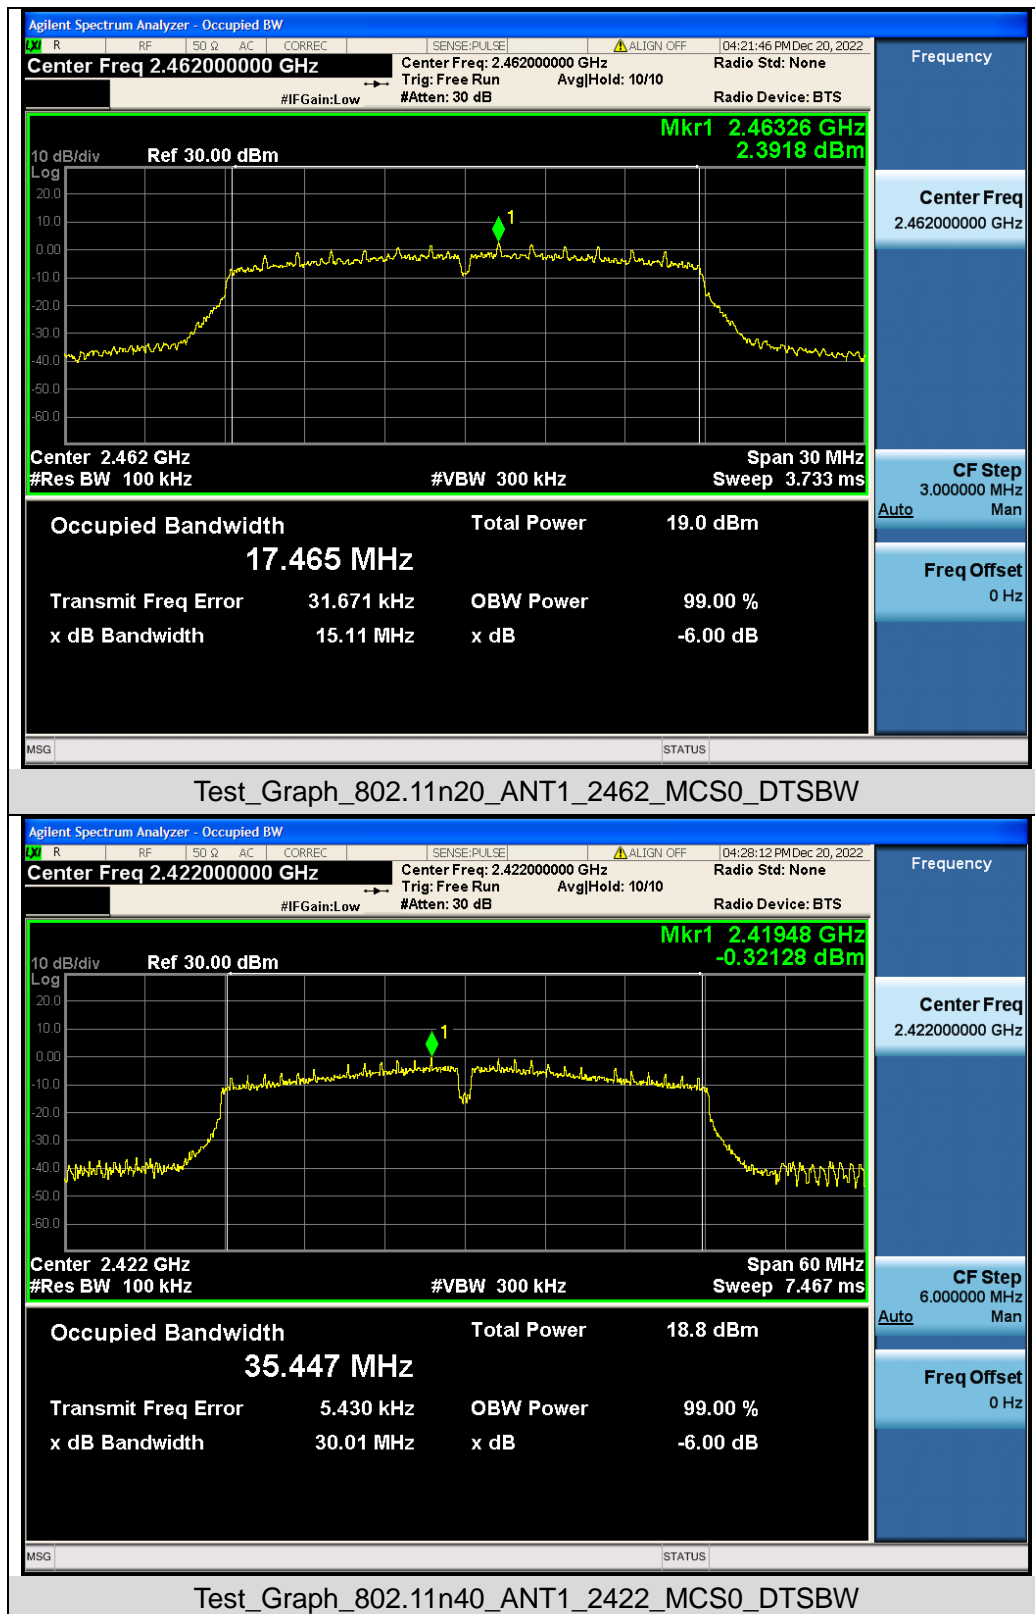 Agilent Spectrum Analyzer - Occupied BW
LXI R RF 50 Ω AC CORREC SENSE:PULSE ALIGN OFF 04:21:46 PM Dec 20, 2022
Center Freq 2.462000000 GHz Center Freq: 2.462000000 GHz Radio Std: None
Trig: Free Run Avg|Hold: 10/10
#IFGain:Low #Atten: 30 dB Radio Device: BTS
Frequency
Mkr1 2.46326 GHz
2.3918 dBm
10 dB/div Ref 30.00 dBm
Log
20.0
10.0
0.00
-10.0
-20.0
-30.0
-40.0
-50.0
-60.0
1
Center 2.462 GHz Span 30 MHz
#Res BW 100 kHz #VBW 300 kHz Sweep 3.733 ms
Center Freq
2.462000000 GHz
CF Step
3.000000 MHz
Auto Man
Freq Offset
0 Hz
Occupied Bandwidth Total Power 19.0 dBm
17.465 MHz
Transmit Freq Error 31.671 kHz OBW Power 99.00 %
x dB Bandwidth 15.11 MHz x dB -6.00 dB
MSG STATUS
Test_Graph_802.11n20_ANT1_2462_MCS0_DTSBW
Agilent Spectrum Analyzer - Occupied BW
LXI R RF 50 Ω AC CORREC SENSE:PULSE ALIGN OFF 04:28:12 PM Dec 20, 2022
Center Freq 2.422000000 GHz Center Freq: 2.422000000 GHz Radio Std: None
Trig: Free Run Avg|Hold: 10/10
#IFGain:Low #Atten: 30 dB Radio Device: BTS
Frequency
Mkr1 2.41948 GHz
-0.32128 dBm
10 dB/div Ref 30.00 dBm
Log
20.0
10.0
0.00
-10.0
-20.0
-30.0
-40.0
-50.0
-60.0
1
Center 2.422 GHz Span 60 MHz
#Res BW 100 kHz #VBW 300 kHz Sweep 7.467 ms
Center Freq
2.422000000 GHz
CF Step
6.000000 MHz
Auto Man
Freq Offset
0 Hz
Occupied Bandwidth Total Power 18.8 dBm
35.447 MHz
Transmit Freq Error 5.430 kHz OBW Power 99.00 %
x dB Bandwidth 30.01 MHz x dB -6.00 dB
MSG STATUS
Test_Graph_802.11n40_ANT1_2422_MCS0_DTSBW